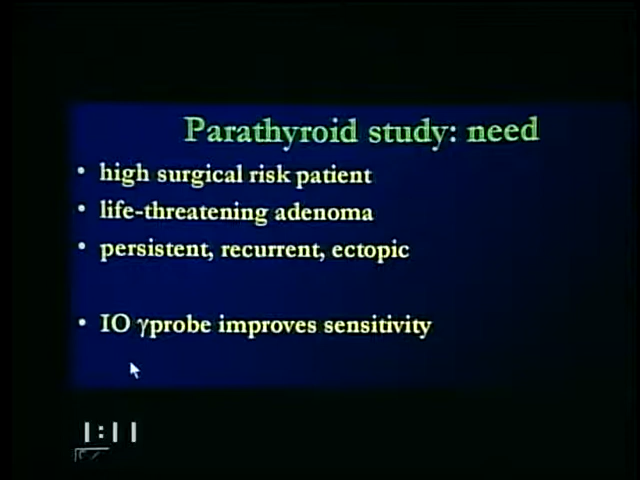 Parathyroid study: need
• high surgical risk patient
• life-threatening adenoma
• persistent, recurrent, ectopic
• IO γprobe improves sensitivity
1:11